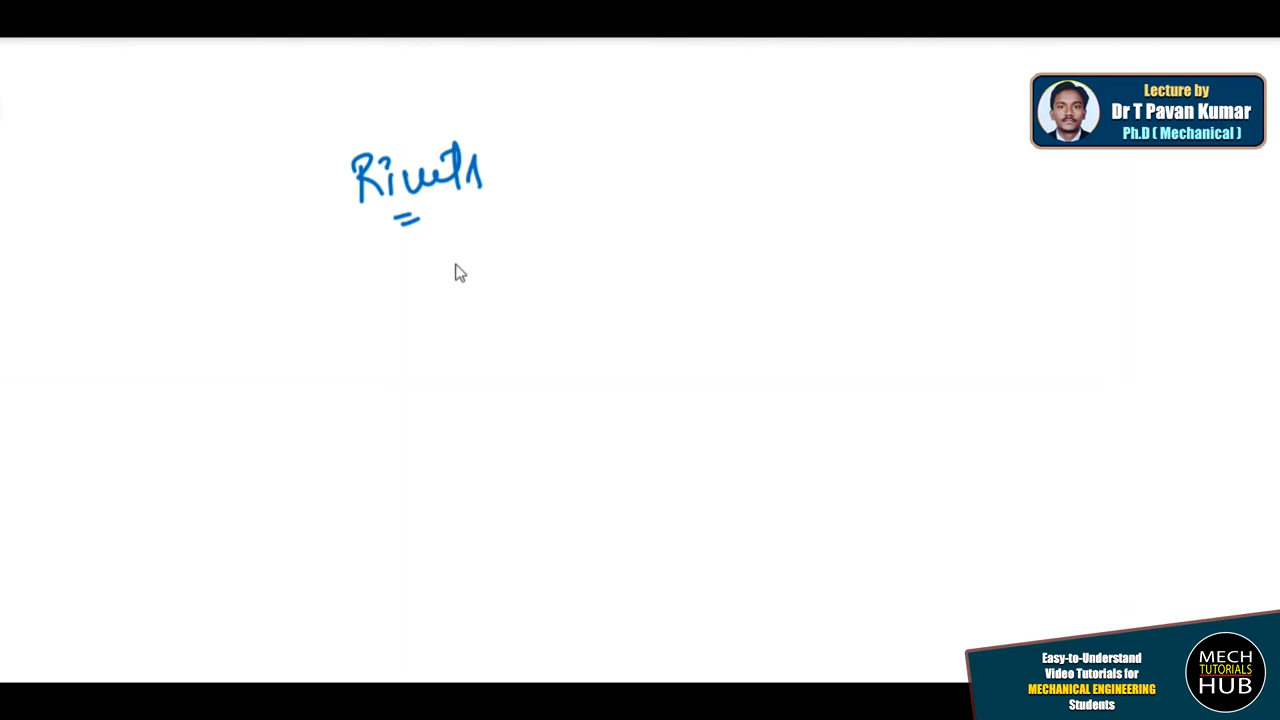 Lecture by
Dr T Pavan Kumar
Ph.D ( Mechanical )
Rivets
Easy-to-Understand
Video Tutorials for
MECHANICAL ENGINEERING
Students
MECH
TUTORIALS
HUB